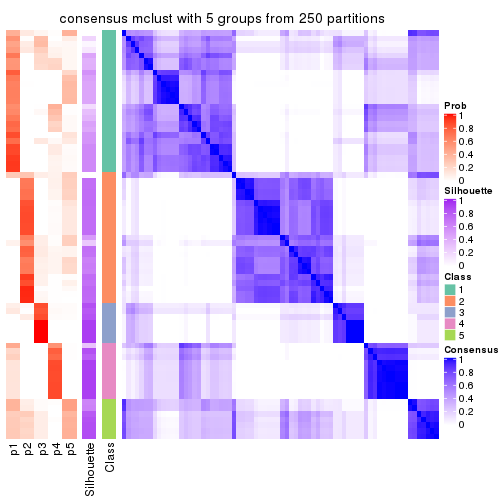 consensus mclust with 5 groups from 250 partitions
Prob
1
0.8
0.6
0.4
0.2
0
Silhouette
1
0.8
0.6
0.4
0.2
0
Class
1
2
3
4
5
Consensus
1
0.8
0.6
0.4
0.2
0
p1
p2
p3
p4
p5
Silhouette
Class